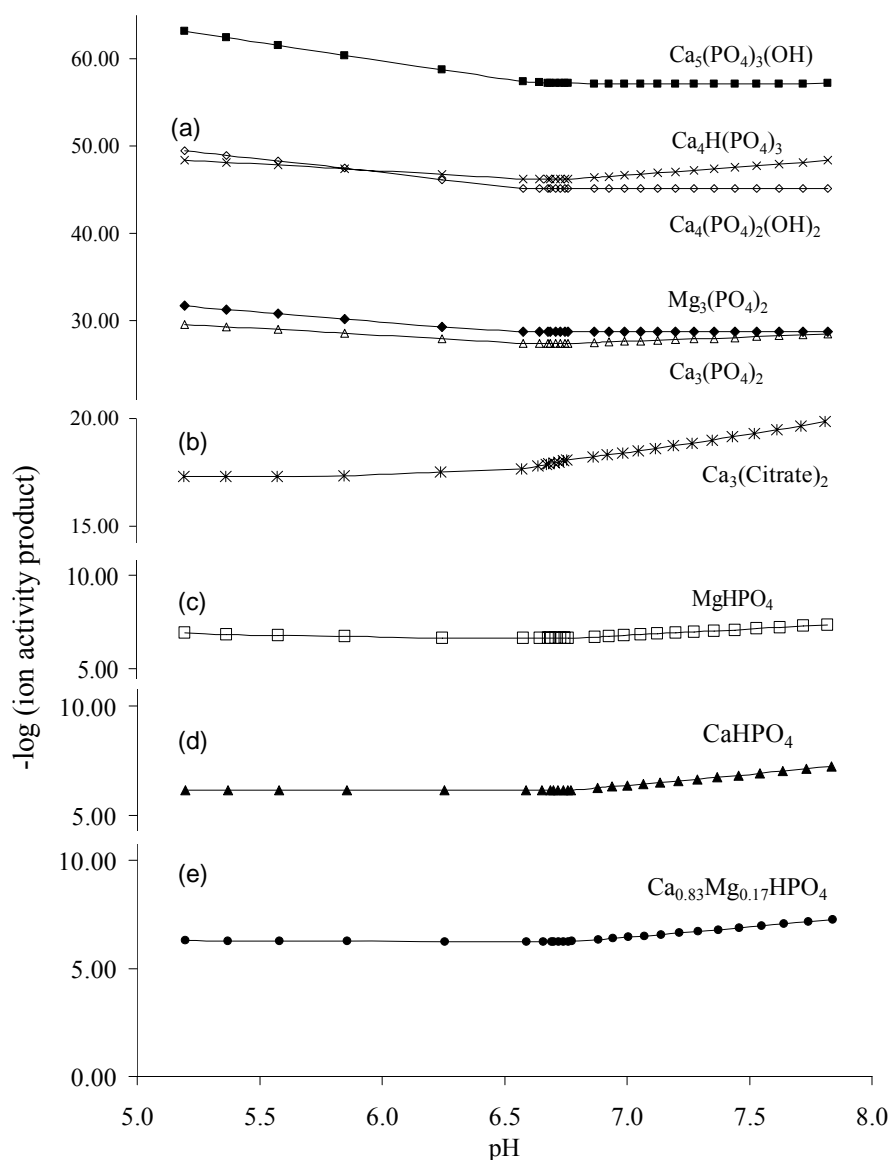 60.00
Ca5(PO4)3(OH)
(a)
50.00
Ca4H(PO4)3
40.00
Ca4(PO4)2(OH)2
Mg3(PO4)2
30.00
Ca3(PO4)2
20.00
(b)
Ca3(Citrate)2
15.00
10.00
(c)
MgHPO4
5.00
10.00
(d)
CaHPO4
5.00
10.00
(e)
Ca0.83Mg0.17HPO4
5.00
0.00
-log (ion activity product)
5.0 5.5 6.0 6.5 7.0 7.5 8.0
pH